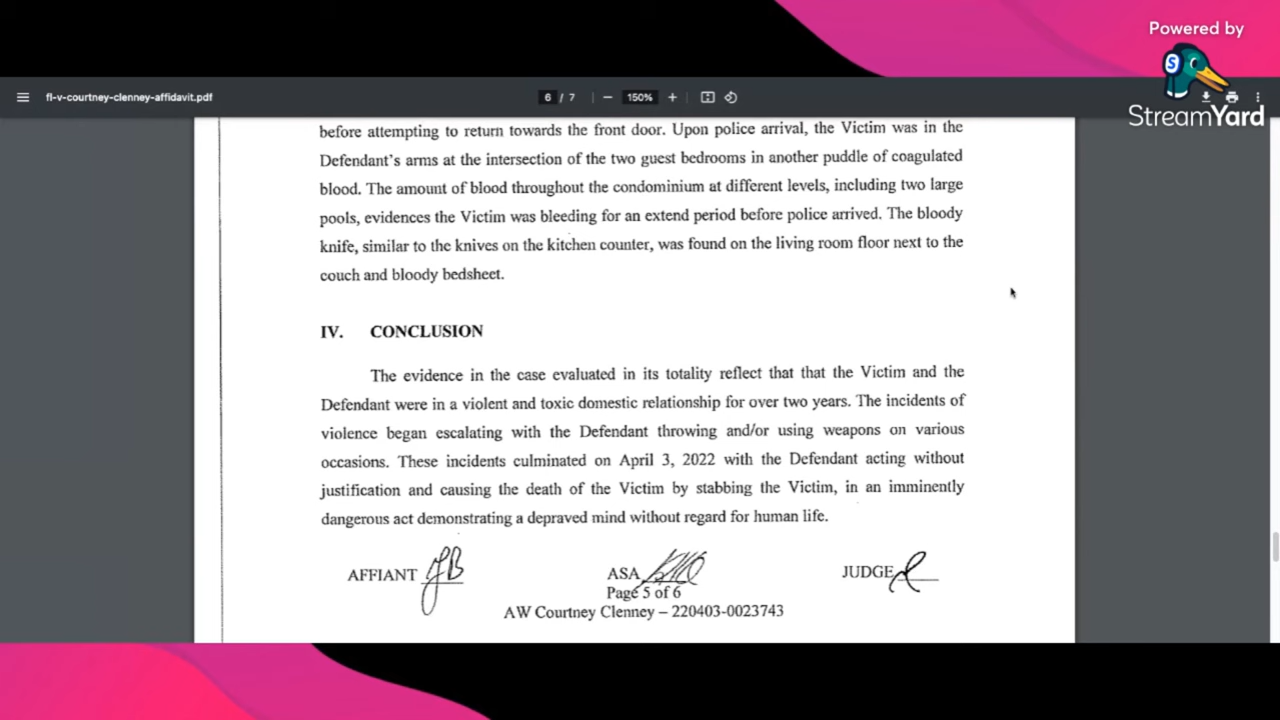 Powered by
S
StreamYard
fl-v-courtney-clenney-affidavit.pdf
6 / 7
150%
before attempting to return towards the front door. Upon police arrival, the Victim was in the
Defendant's arms at the intersection of the two guest bedrooms in another puddle of coagulated
blood. The amount of blood throughout the condominium at different levels, including two large
pools, evidences the Victim was bleeding for an extend period before police arrived. The bloody
knife, similar to the knives on the kitchen counter, was found on the living room floor next to the
couch and bloody bedsheet.
IV. CONCLUSION
The evidence in the case evaluated in its totality reflect that that the Victim and the
Defendant were in a violent and toxic domestic relationship for over two years. The incidents of
violence began escalating with the Defendant throwing and/or using weapons on various
occasions. These incidents culminated on April 3, 2022 with the Defendant acting without
justification and causing the death of the Victim by stabbing the Victim, in an imminently
dangerous act demonstrating a depraved mind without regard for human life.
AFFIANT
ASA
JUDGE
Page 5 of 6
AW Courtney Clenney – 220403-0023743